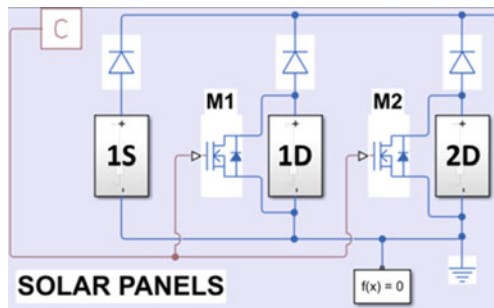 C
M1
M2
1S
1D
2D
SOLAR PANELS
f(x) = 0